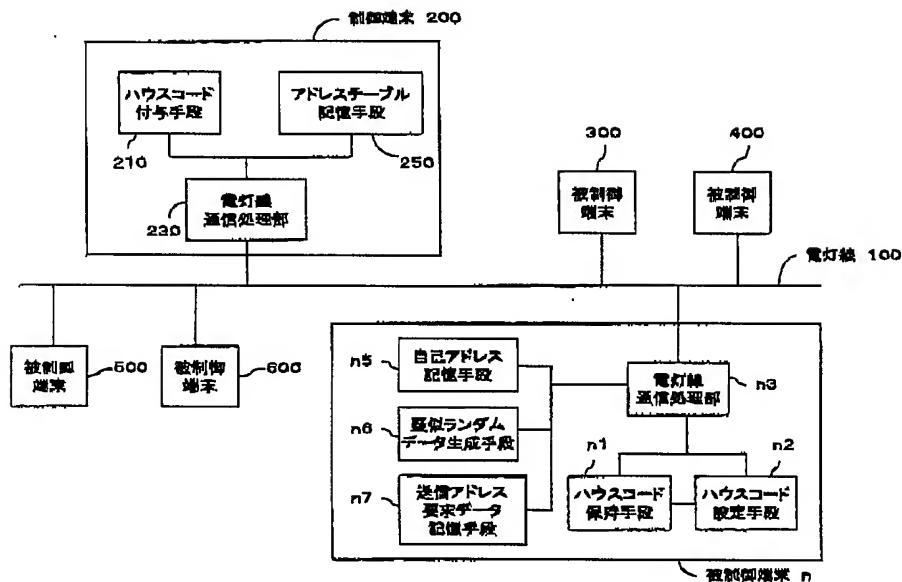 制御端末 200
ハウスコード
付与手段
アドレステーブル
記憶手段
210
250
電灯線
通信処理部
230
300
400
被制御
端末
被制御
端末
電灯線 100
被制御
端末
500
被制御
端末
600
n5
自己アドレス
記憶手段
電灯線
通信処理部
n3
n6
疑似ランダム
データ生成手段
n1
n2
n7
送信アドレス
要求データ
記憶手段
ハウスコード
保持手段
ハウスコード
設定手段
被制御端末 n